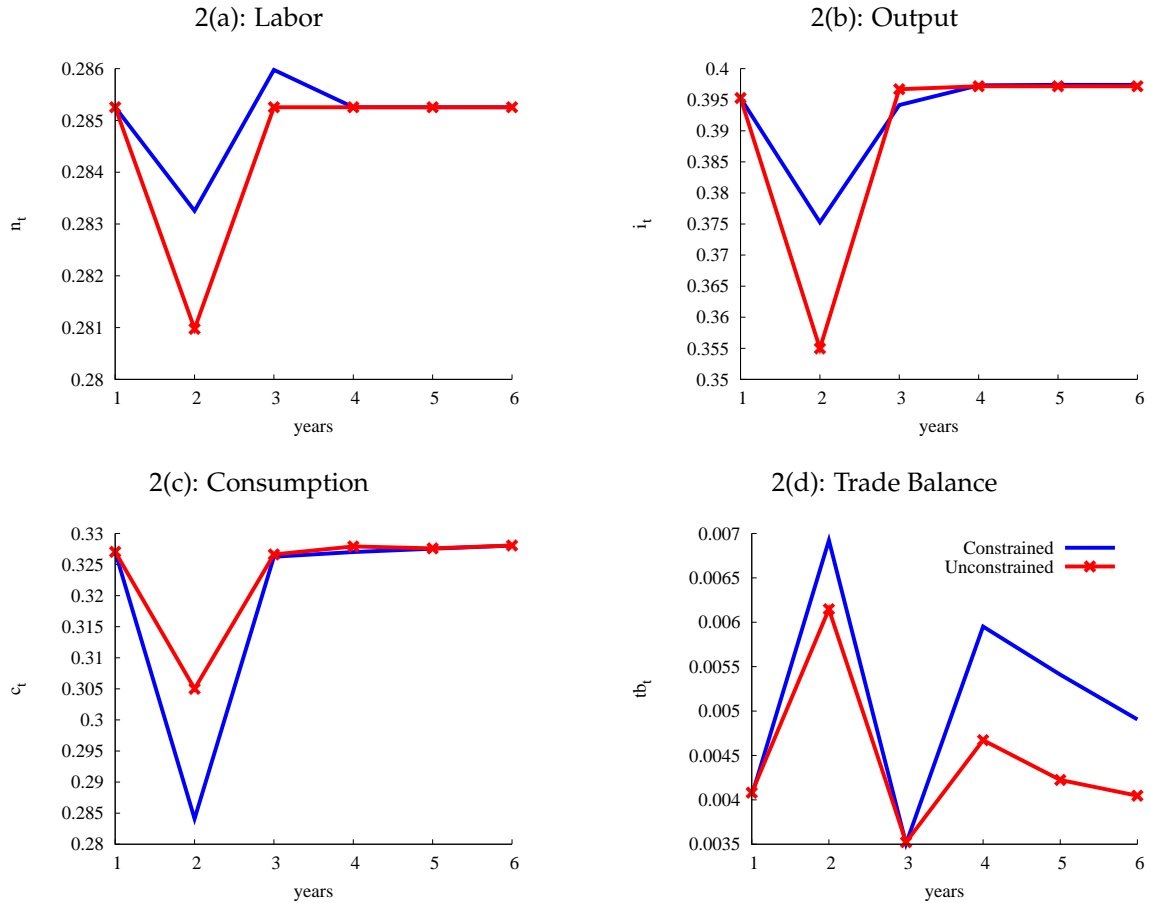 2(a): Labor
0.286
0.285
0.284
0.283
0.282
0.281
0.28
n_t
1 2 3 4 5 6
years
2(b): Output
0.4
0.395
0.39
0.385
0.38
0.375
0.37
0.365
0.36
0.355
0.35
i_t
1 2 3 4 5 6
years
2(c): Consumption
0.33
0.325
0.32
0.315
0.31
0.305
0.3
0.295
0.29
0.285
0.28
c_t
1 2 3 4 5 6
years
2(d): Trade Balance
0.007
0.0065
0.006
0.0055
0.005
0.0045
0.004
0.0035
tb_t
Constrained
Unconstrained
1 2 3 4 5 6
years